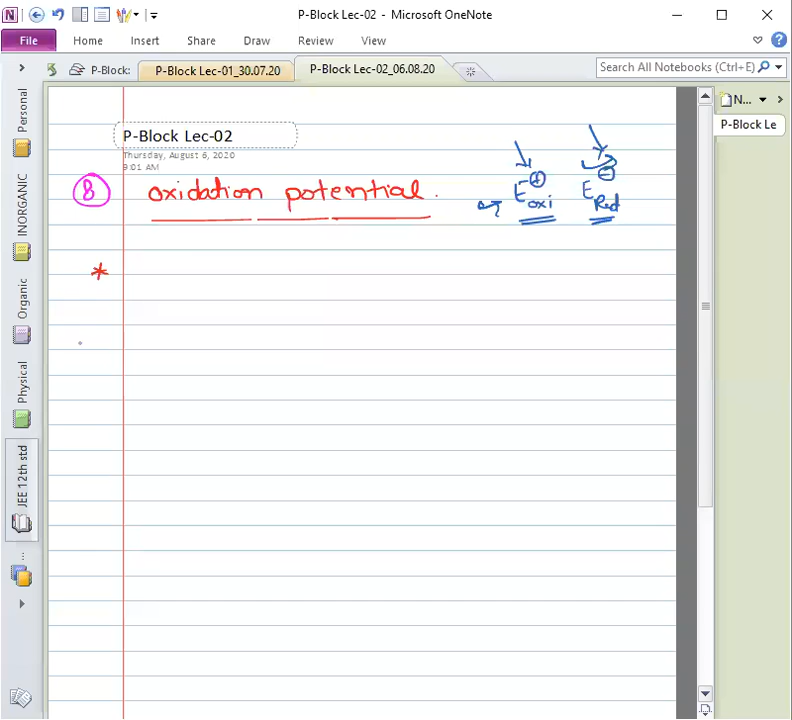 P-Block Lec-02 - Microsoft OneNote
File Home Insert Share Draw Review View
P-Block: P-Block Lec-01_30.07.20 P-Block Lec-02_06.08.20 Search All Notebooks (Ctrl+E)
N...
P-Block Le
P-Block Lec-02
Thursday, August 6, 2020
9:01 AM
8 oxidation potential. E⊕ oxi E⊖ Red
*
Personal
INORGANIC
Organic
Physical
JEE 12th std